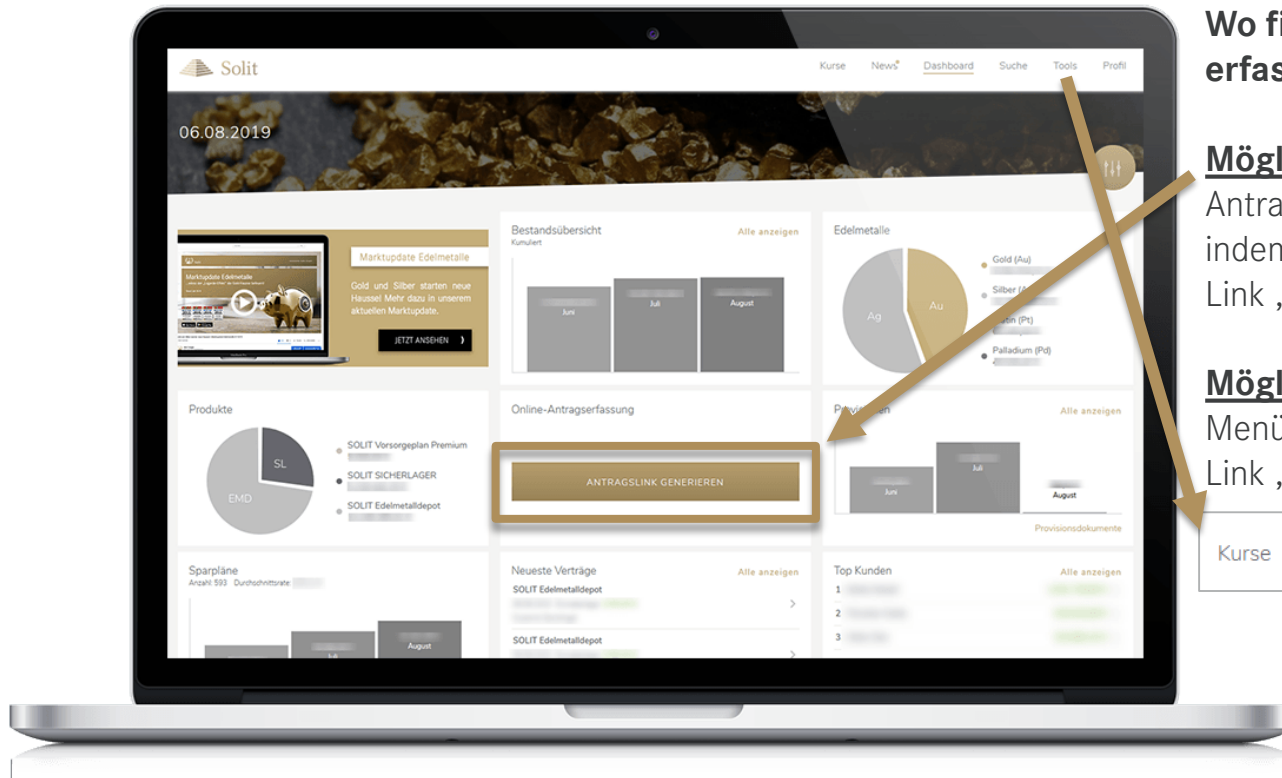 Solit
Kurse News Dashboard Suche Tools Profil
06.08.2019
Marktupdate Edelmetalle
Gold und Silber starten neue
Haussel Mehr dazu in unserem
aktuellen Marktupdate.
JETZT ANSEHEN
Bestandsübersicht
Alle anzeigen
Kumuliert
Juni
Juli
August
Edelmetalle
Ag
Au
Gold (Au)
Silber
(Pt)
Palladium (Pd)
Produkte
SL
EMD
SOLIT Vorsorgeplan Premium
SOLIT SICHERLAGER
SOLIT Edelmetalldepot
Online-Antragserfassung
ANTRAGSLINK GENERIEREN
Alle anzeigen
Juni
Juli
August
Provisionsdokumente
Sparpläne
Anzahl: 593 Durchschnittsrate
Juli
August
Neueste Verträge
Alle anzeigen
SOLIT Edelmetalldepot
SOLIT Edelmetalldepot
Top Kunden
Alle anzeigen
1
2
3
Wo fi
erfas
Mögl
Antra
indem
Link „
Mögl
Menü
Link „
Kurse